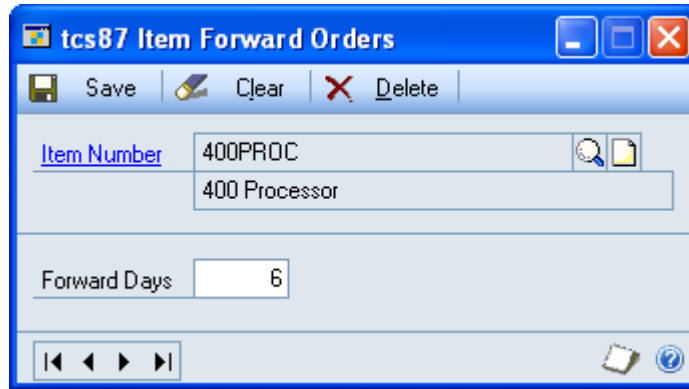 tcs87 Item Forward Orders
Save Clear Delete
Item Number 400PROC
400 Processor
Forward Days 6